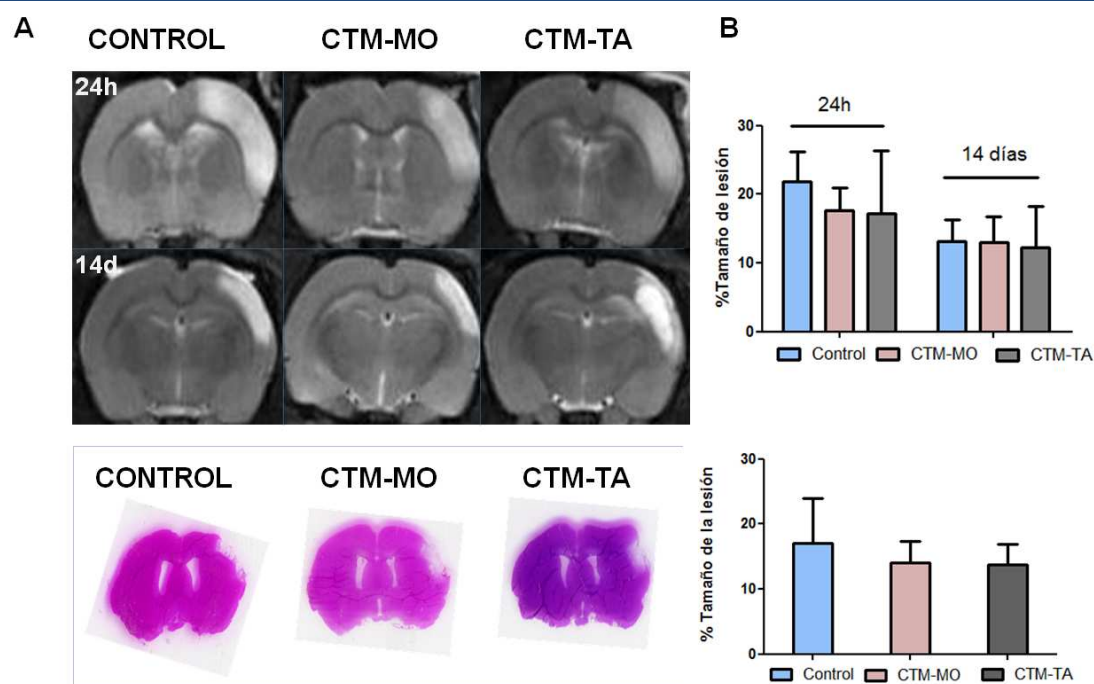 A
CONTROL CTM-MO CTM-TA
24h
14d
B
24h
14 días
%Tamaño de lesión
30
20
10
0
Control CTM-MO CTM-TA
CONTROL CTM-MO CTM-TA
% Tamaño de la lesión
30
20
10
0
Control CTM-MO CTM-TA